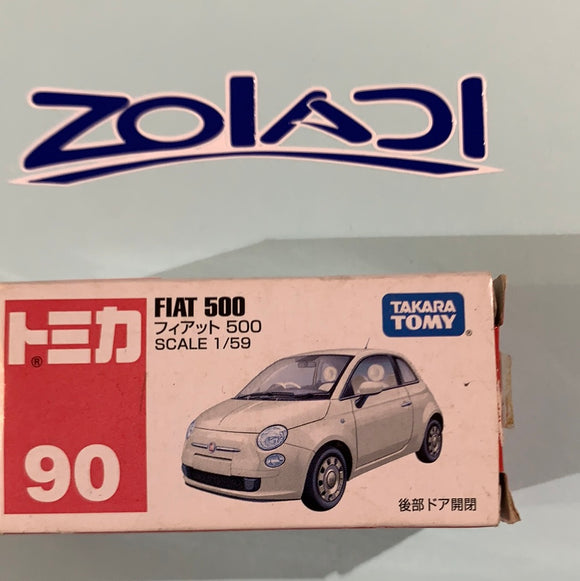 ZOIADI
トミカ
®
90
FIAT 500
フィアット 500
SCALE 1/59
TAKARA
TOMY
®
後部ドア開閉